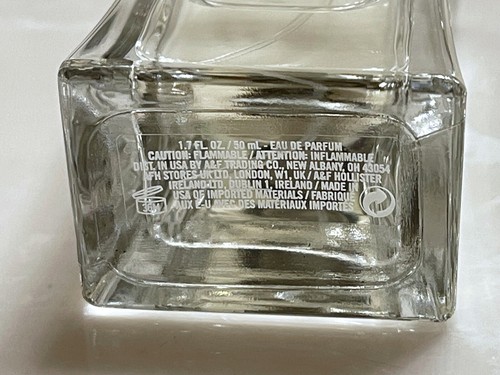 1.7 FL. OZ. / 50 mL - EAU DE PARFUM
CAUTION: FLAMMABLE / ATTENTION: INFLAMMABLE
DIST. IN USA BY A&F TRADING CO., NEW ALBANY, OH 43054
AFH STORES UK LTD, LONDON, W1, UK / A&F HOLLISTER
IRELAND LTD, DUBLIN 1, IRELAND / MADE IN
USA OF IMPORTED MATERIALS / FABRIQUÉ
AUX É-U AVEC DES MATÉRIAUX IMPORTÉS